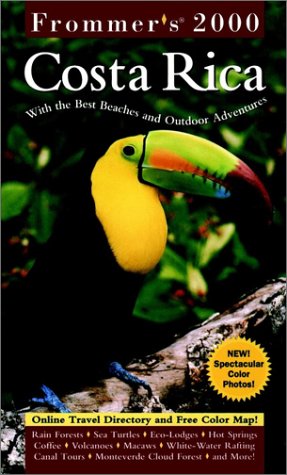 Frommer's® 2000
Costa Rica
With the Best Beaches and Outdoor Adventures
NEW!
Spectacular
Color
Photos!
Online Travel Directory and Free Color Map!
Rain Forests ♦ Sea Turtles ♦ Eco-Lodges ♦ Hot Springs
Coffee ♦ Volcanoes ♦ Macaws ♦ White-Water Rafting
Canal Tours ♦ Monteverde Cloud Forest ♦ and More!